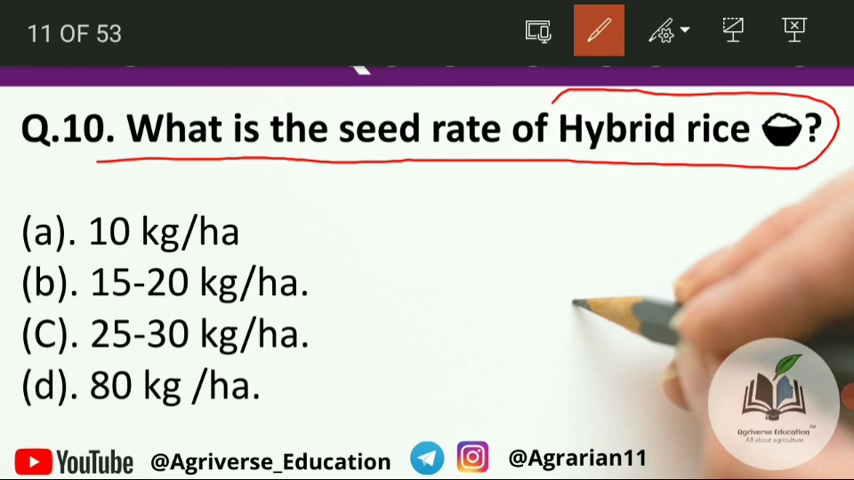 11 OF 53
Q.10. What is the seed rate of Hybrid rice ?
(a). 10 kg/ha
(b). 15-20 kg/ha.
(C). 25-30 kg/ha.
(d). 80 kg /ha.
Agriverse Education™
All about agriculture
YouTube @Agriverse_Education @Agrarian11